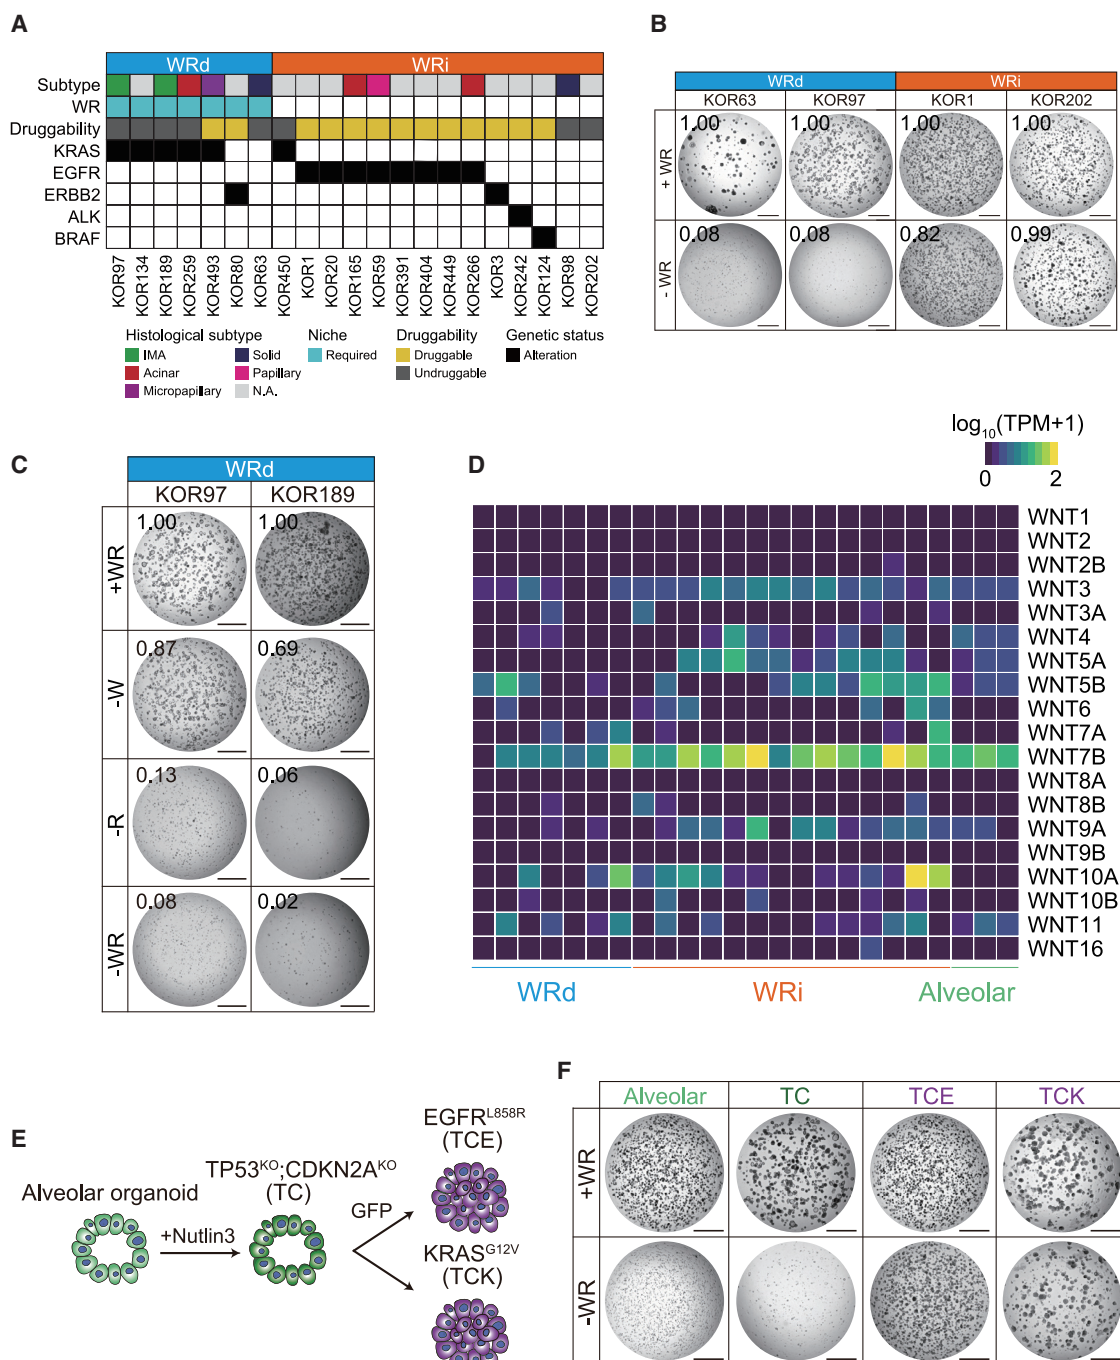 A
WRd WRi
Subtype
WR
Druggability
KRAS
EGFR
ERBB2
ALK
BRAF
KOR97 KOR134 KOR189 KOR259 KOR493 KOR80 KOR63 KOR450 KOR1 KOR20 KOR165 KOR59 KOR391 KOR404 KOR449 KOR266 KOR3 KOR242 KOR124 KOR98 KOR202
Histological subtype Niche Druggability Genetic status
IMA Solid Required Druggable Alteration
Acinar Papillary Undruggable
Micropapillary N.A.
B
WRd WRi
KOR63 KOR97 KOR1 KOR202
+ WR 1.00 1.00 1.00 1.00
- WR 0.08 0.08 0.82 0.99
C
WRd
KOR97 KOR189
+WR 1.00 1.00
-W 0.87 0.69
-R 0.13 0.06
-WR 0.08 0.02
D
log10(TPM+1)
0 2
WNT1
WNT2
WNT2B
WNT3
WNT3A
WNT4
WNT5A
WNT5B
WNT6
WNT7A
WNT7B
WNT8A
WNT8B
WNT9A
WNT9B
WNT10A
WNT10B
WNT11
WNT16
WRd WRi Alveolar
E
Alveolar organoid
+Nutlin3
TP53KO;CDKN2AKO
(TC)
GFP
EGFRL858R
(TCE)
KRASG12V
(TCK)
F
Alveolar TC TCE TCK
+WR
-WR